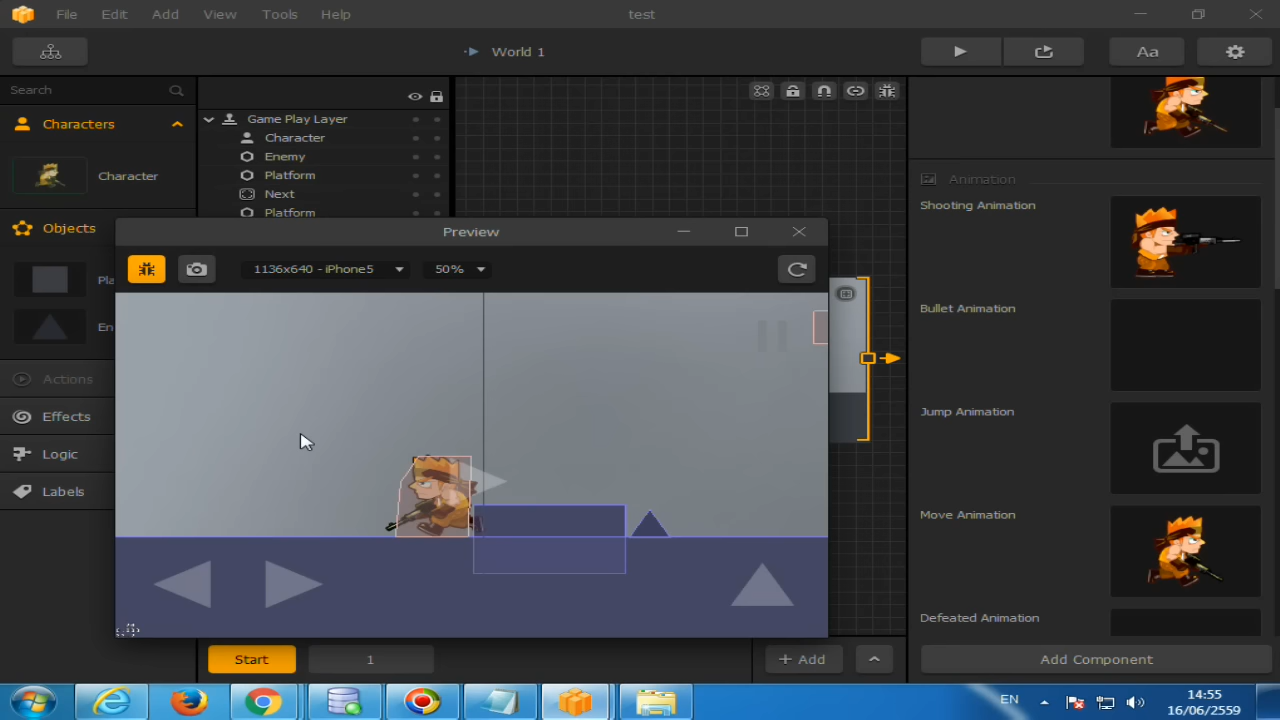 File Edit Add View Tools Help test
World 1
Aa
Search
Characters
Character
Objects
Pla
En
Actions
Effects
Logic
Labels
Game Play Layer
Character
Enemy
Platform
Next
Platform
Preview
1136x640 - iPhone5 50%
Animation
Shooting Animation
Bullet Animation
Jump Animation
Move Animation
Defeated Animation
Start 1 + Add Add Component
EN 14:55
16/06/2559